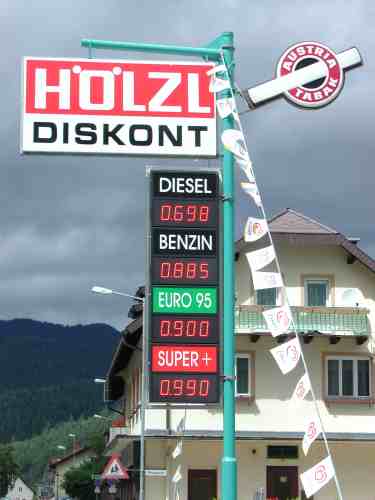 HÖLZL
DISKONT
AUSTRIA
TABAK
DIESEL
0.698
BENZIN
0.885
EURO 95
0.900
SUPER +
0.990